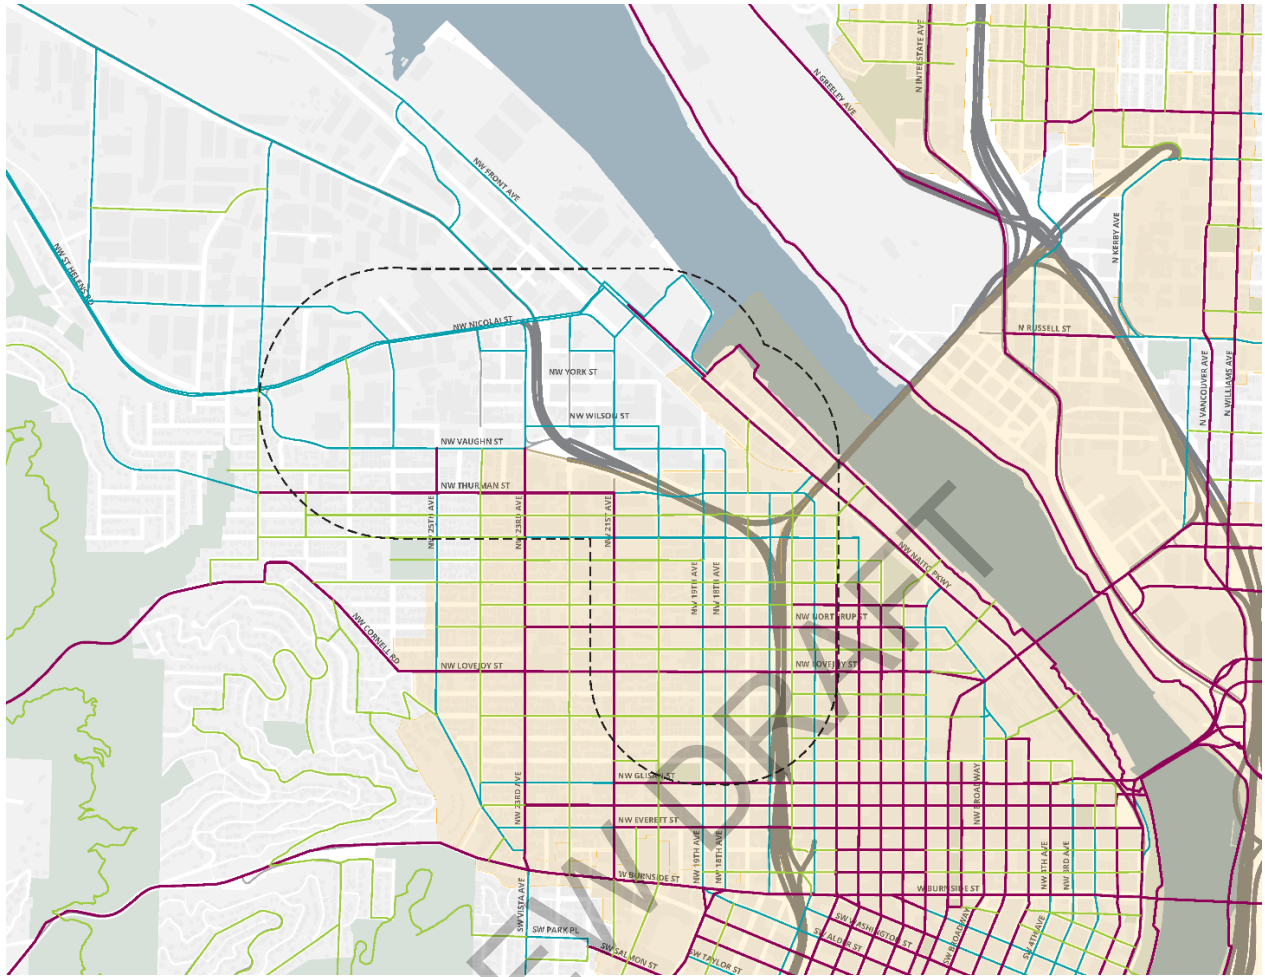 N INTERSTATE AVE
N GREELEY AVE
NW FRONT AVE
N KERBY AVE
NW ST HELENS RD
NW NICOLAI ST
N RUSSELL ST
NW YORK ST
N VANCOUVER AVE
N WILLIAMS AVE
NW WILSON ST
NW VAUGHN ST
NW THURMAN ST
NW 25TH AVE
NW 23RD AVE
NW 21ST AVE
NW NAITO PKWY
NW 19TH AVE
NW 18TH AVE
NW NORTHRUP ST
NW CORNELL RD
NW LOVEJOY ST
NW LOVEJOY ST
NW GLISAN ST
NW 23RD AVE
NW BROADWAY
NW EVERETT ST
NW 19TH AVE
NW 18TH AVE
NW 4TH AVE
NW 3RD AVE
W BURNSIDE ST
W BURNSIDE ST
SW VISTA AVE
SW PARK PL
SW WASHINGTON ST
SW ALDER ST
SW BROADWAY
SW 4TH AVE
SW SALMON ST
SW TAYLOR ST
EW DRAFT